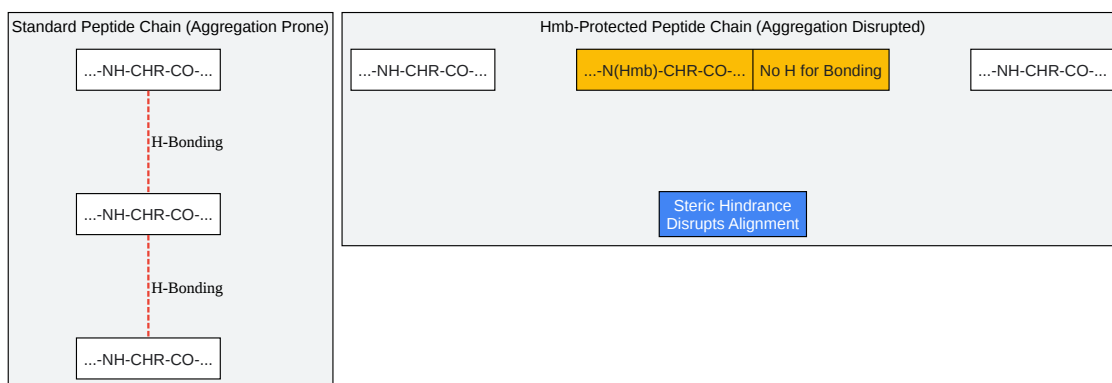 Standard Peptide Chain (Aggregation Prone)
...-NH-CHR-CO-...
H-Bonding
...-NH-CHR-CO-...
H-Bonding
...-NH-CHR-CO-...
Hmb-Protected Peptide Chain (Aggregation Disrupted)
...-NH-CHR-CO-...
...-N(Hmb)-CHR-CO-...
No H for Bonding
...-NH-CHR-CO-...
Steric Hindrance
Disrupts Alignment